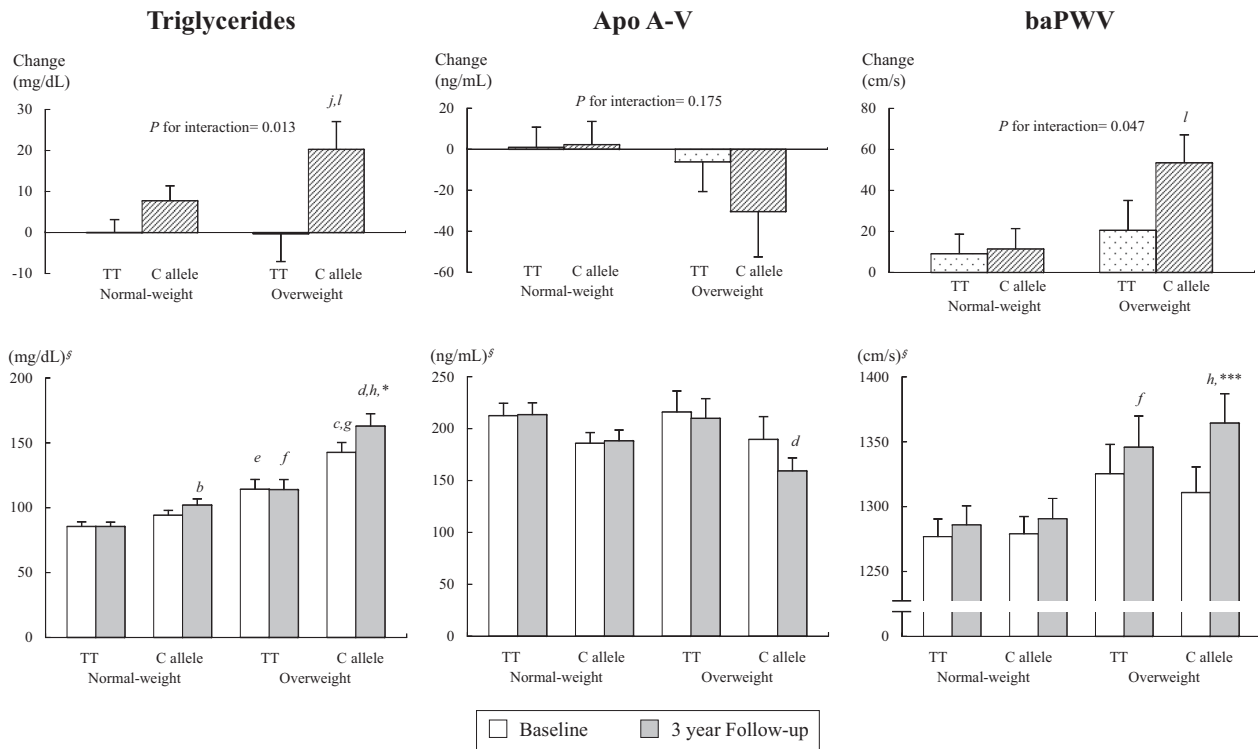 Triglycerides
Change
(mg/dL)
30
20
10
0
-10
P for interaction= 0.013
j,l
TT
C allele
TT
C allele
Normal-weight
Overweight
Apo A-V
Change
(ng/mL)
20
0
-20
-40
-60
P for interaction= 0.175
TT
C allele
TT
C allele
Normal-weight
Overweight
baPWV
Change
(cm/s)
80
60
40
20
0
P for interaction= 0.047
l
TT
C allele
TT
C allele
Normal-weight
Overweight
(mg/dL)§
200
150
100
50
0
b
e
f
c,g
d,h,*
TT
C allele
TT
C allele
Normal-weight
Overweight
(ng/mL)§
250
200
150
100
50
0
d
TT
C allele
TT
C allele
Normal-weight
Overweight
(cm/s)§
1400
1350
1300
1250
0
f
h,***
TT
C allele
TT
C allele
Normal-weight
Overweight
Baseline
3 year Follow-up